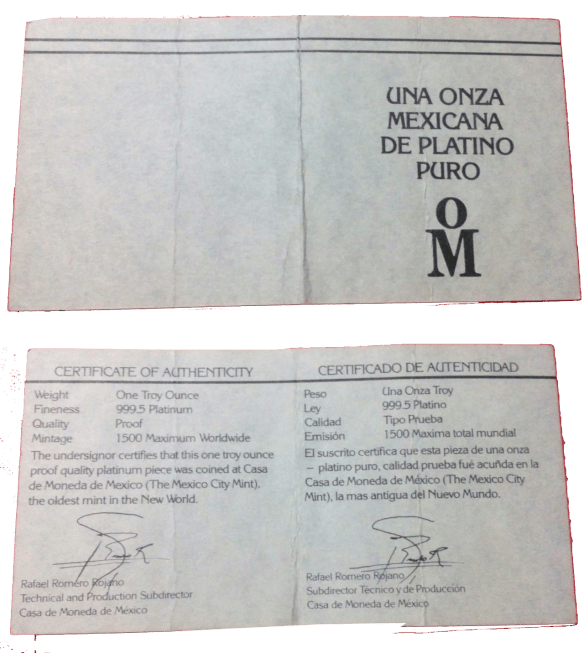 UNA ONZA
MEXICANA
DE PLATINO
PURO
OM
CERTIFICATE OF AUTHENTICITY
Weight One Troy Ounce
Fineness 999.5 Platinum
Quality Proof
Mintage 1500 Maximum Worldwide
The undersignor certifies that this one troy ounce
proof quality platinum piece was coined at Casa
de Moneda de Mexico (The Mexico City Mint),
the oldest mint in the New World.
Rafael Romero Rojano
Technical and Production Subdirector
Casa de Moneda de México
CERTIFICADO DE AUTENTICIDAD
Peso Una Onza Troy
Ley 999.5 Platino
Calidad Tipo Prueba
Emisión 1500 Maxima total mundial
El suscrito certifica que esta pieza de una onza
— platino puro, calidad prueba fué acuñda en la
Casa de Moneda de México (The Mexico City
Mint), la mas antigua del Nuevo Mundo.
Rafael Romero Rojano
Subdirector Técnico y de Producción
Casa de Moneda de México